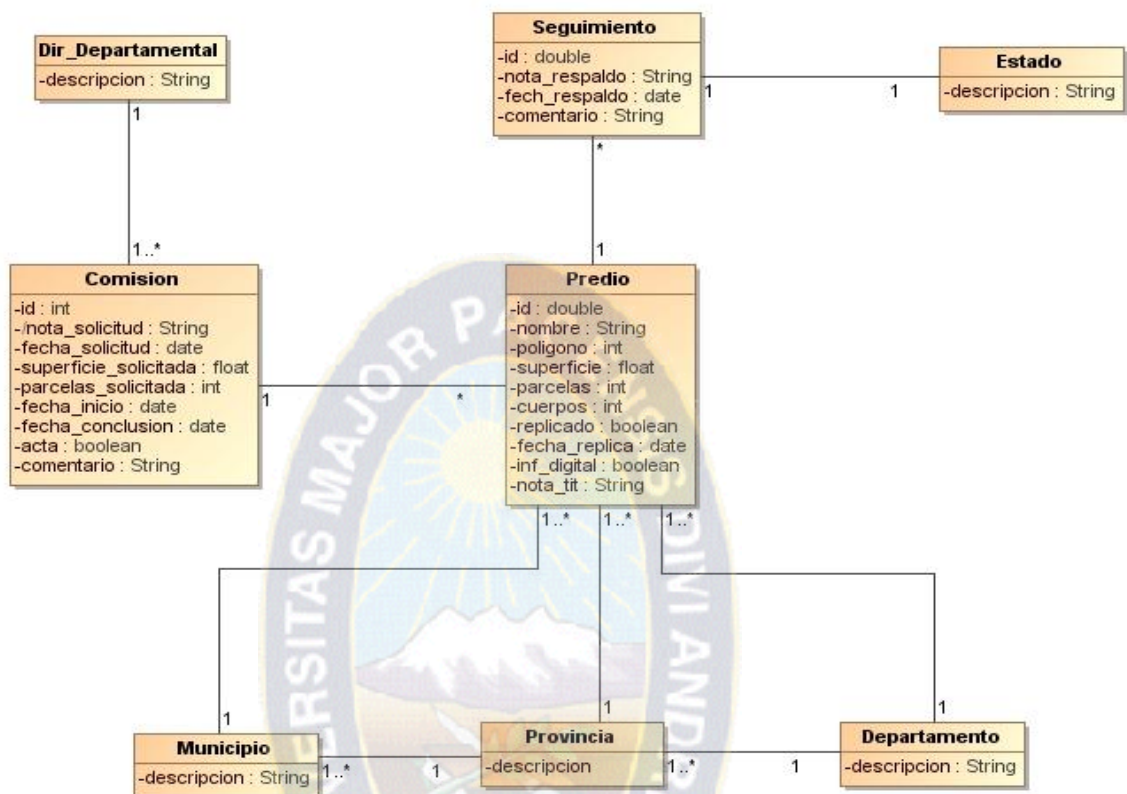 Dir_Departamental
-descripcion : String
1
1..*
Seguimiento
-id : double
-nota_respaldo : String
-fech_respaldo : date
-comentario : String
1
1
*
1
Estado
-descripcion : String
Comision
-id : int
-/nota_solicitud : String
-fecha_solicitud : date
-superficie_solicitada : float
-parcelas_solicitada : int
-fecha_inicio : date
-fecha_conclusion : date
-acta : boolean
-comentario : String
1
*
Predio
-id : double
-nombre : String
-poligono : int
-superficie : float
-parcelas : int
-cuerpos : int
-replicado : boolean
-fecha_replica : date
-inf_digital : boolean
-nota_tit : String
1..*
1..*
1..*
1
1
1
Municipio
-descripcion : String
1..*
1
Provincia
-descripcion
1..*
1
Departamento
-descripcion : String
MAJOR
DIVI